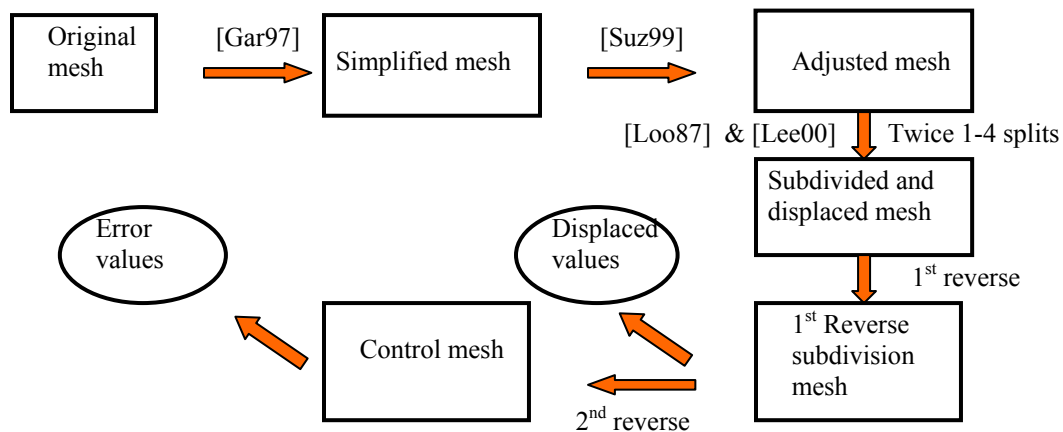 Original
mesh
[Gar97]
Simplified mesh
[Suz99]
Adjusted mesh
[Loo87] & [Lee00]
Twice 1-4 splits
Subdivided and
displaced mesh
1st reverse
1st Reverse
subdivision
mesh
2nd reverse
Displaced
values
Control mesh
Error
values